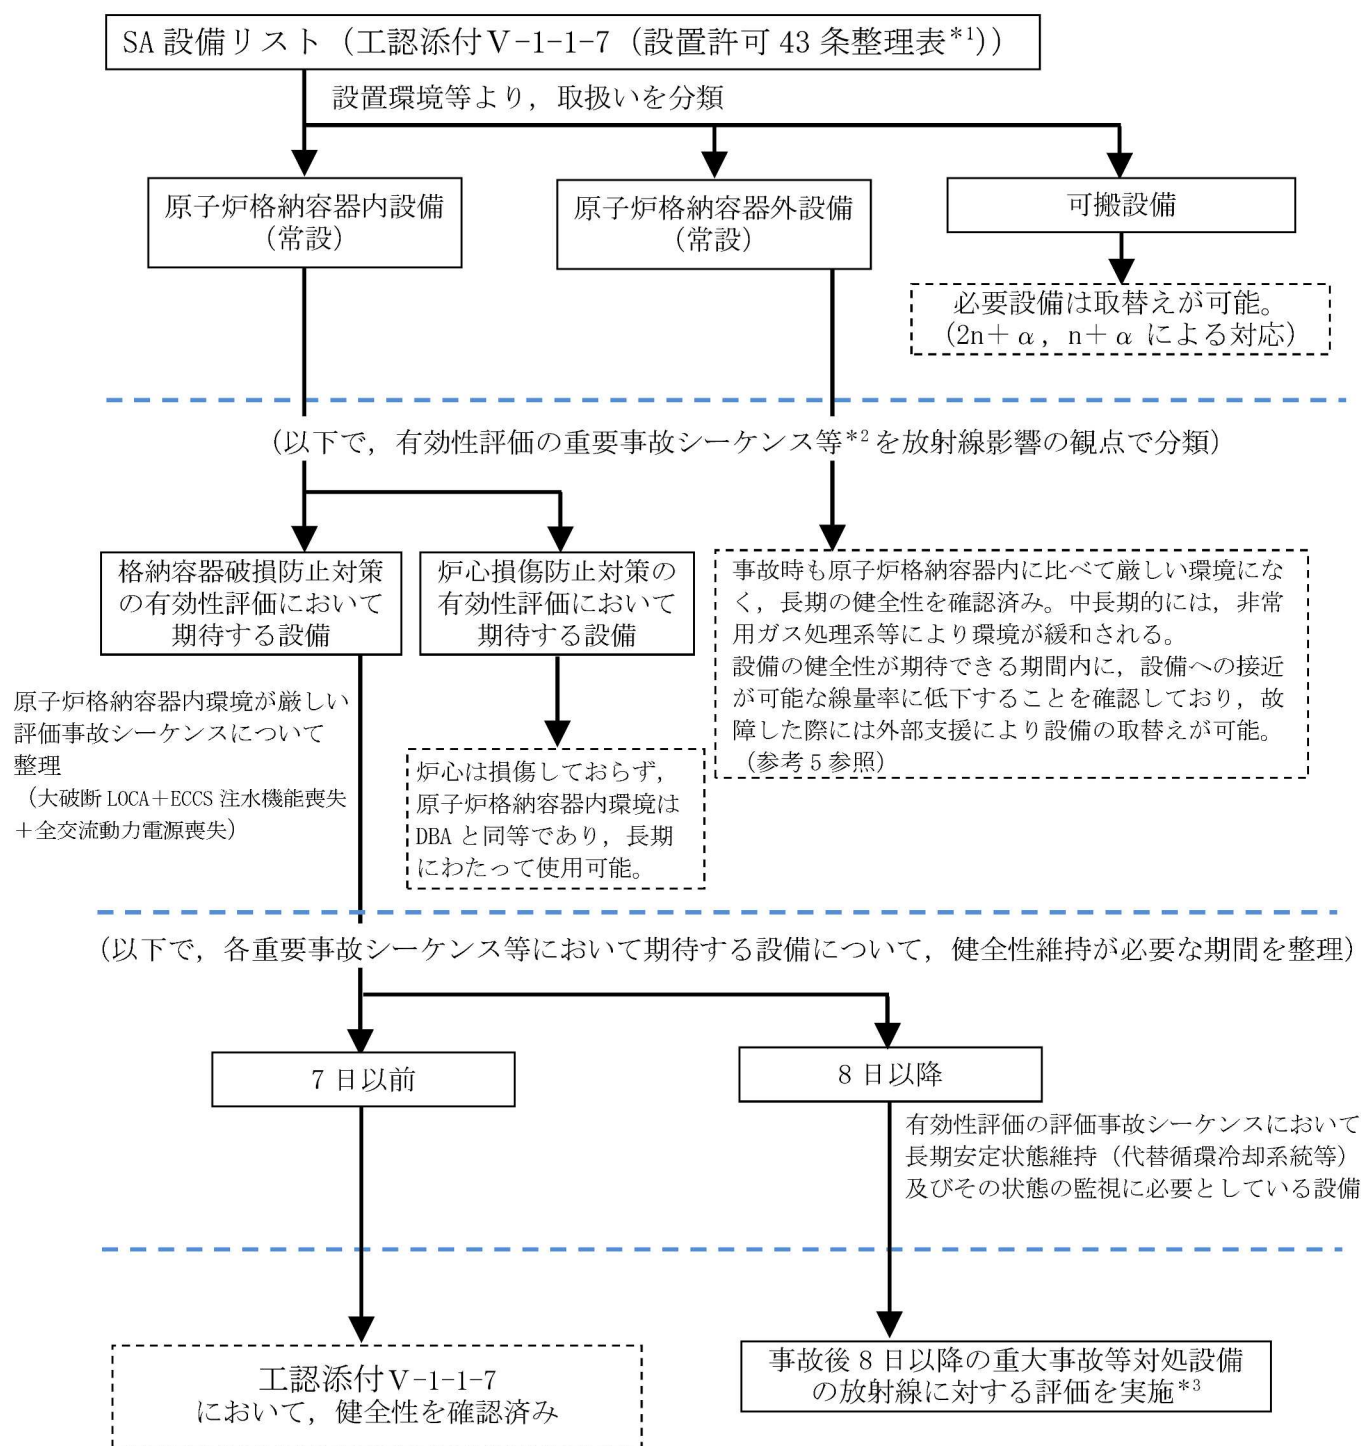 SA 設備リスト（工認添付Ⅴ-1-1-7（設置許可 43 条整理表*1））
設置環境等より，取扱いを分類
原子炉格納容器内設備
（常設）
原子炉格納容器外設備
（常設）
可搬設備
必要設備は取替えが可能。
（2n＋α，n＋α による対応）
（以下で，有効性評価の重要事故シーケンス等*2を放射線影響の観点で分類）
格納容器破損防止対策
の有効性評価において
期待する設備
炉心損傷防止対策の
有効性評価において
期待する設備
事故時も原子炉格納容器内に比べて厳しい環境にな
く，長期の健全性を確認済み。中長期的には，非常
用ガス処理系等により環境が緩和される。
設備の健全性が期待できる期間内に，設備への接近
が可能な線量率に低下することを確認しており，故
障した際には外部支援により設備の取替えが可能。
（参考 5 参照）
原子炉格納容器内環境が厳しい
評価事故シーケンスについて
整理
（大破断 LOCA＋ECCS 注水機能喪失
＋全交流動力電源喪失）
炉心は損傷しておらず，
原子炉格納容器内環境は
DBA と同等であり，長期
にわたって使用可能。
（以下で，各重要事故シーケンス等において期待する設備について，健全性維持が必要な期間を整理）
7 日以前
8 日以降
有効性評価の評価事故シーケンスにおいて
長期安定状態維持（代替循環冷却系統等）
及びその状態の監視に必要としている設備
工認添付Ⅴ-1-1-7
において，健全性を確認済み
事故後 8 日以降の重大事故等対処設備
の放射線に対する評価を実施*3